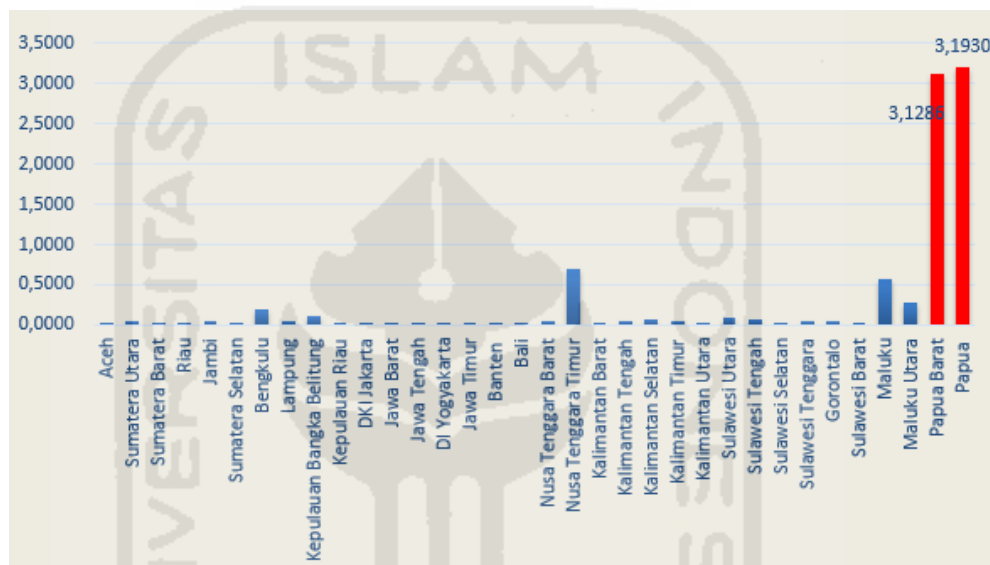 3,5000
3,0000
2,5000
2,0000
1,5000
1,0000
0,5000
0,0000
3,1930
3,1286
Aceh
Sumatera Utara
Sumatera Barat
Riau
Jambi
Sumatera Selatan
Bengkulu
Lampung
Kepulauan Bangka Belitung
Kepulauan Riau
DKI Jakarta
Jawa Barat
Jawa Tengah
DI Yogyakarta
Jawa Timur
Banten
Bali
Nusa Tenggara Barat
Nusa Tenggara Timur
Kalimantan Barat
Kalimantan Tengah
Kalimantan Selatan
Kalimantan Timur
Kalimantan Utara
Sulawesi Utara
Sulawesi Tengah
Sulawesi Selatan
Sulawesi Tenggara
Gorontalo
Sulawesi Barat
Maluku
Maluku Utara
Papua Barat
Papua
ISLAM